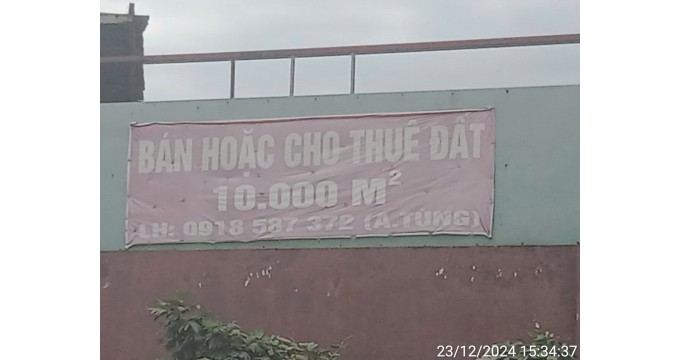 BÁN HOẶC CHO THUÊ ĐẤT
10.000 M²
LH: 0918 587 372 (A.TÙNG)
23/12/2024 15:34:37